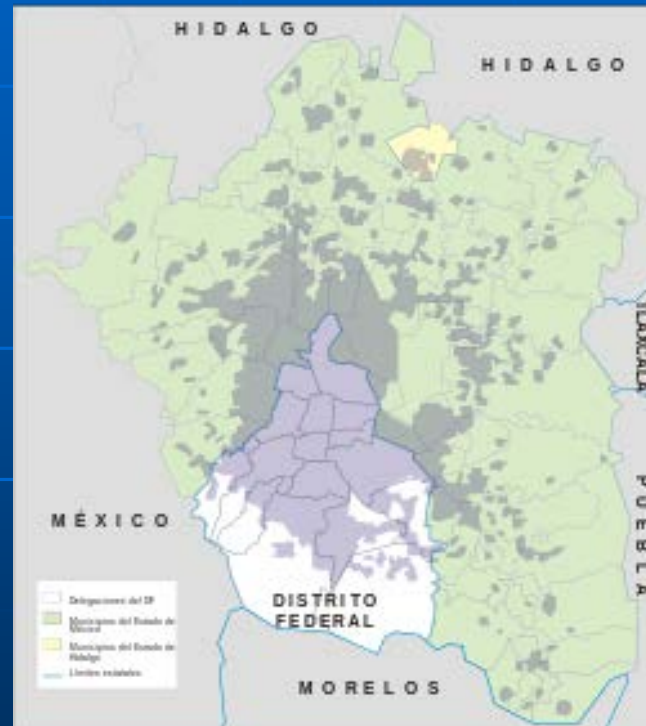 HIDALGO
HIDALGO
TLAXCALA
PUEBLA
MÉXICO
DISTRITO
FEDERAL
MORELOS
Delegaciones del DF
Municipios del Estado de
México
Municipios del Estado de
Hidalgo
Límites estatales